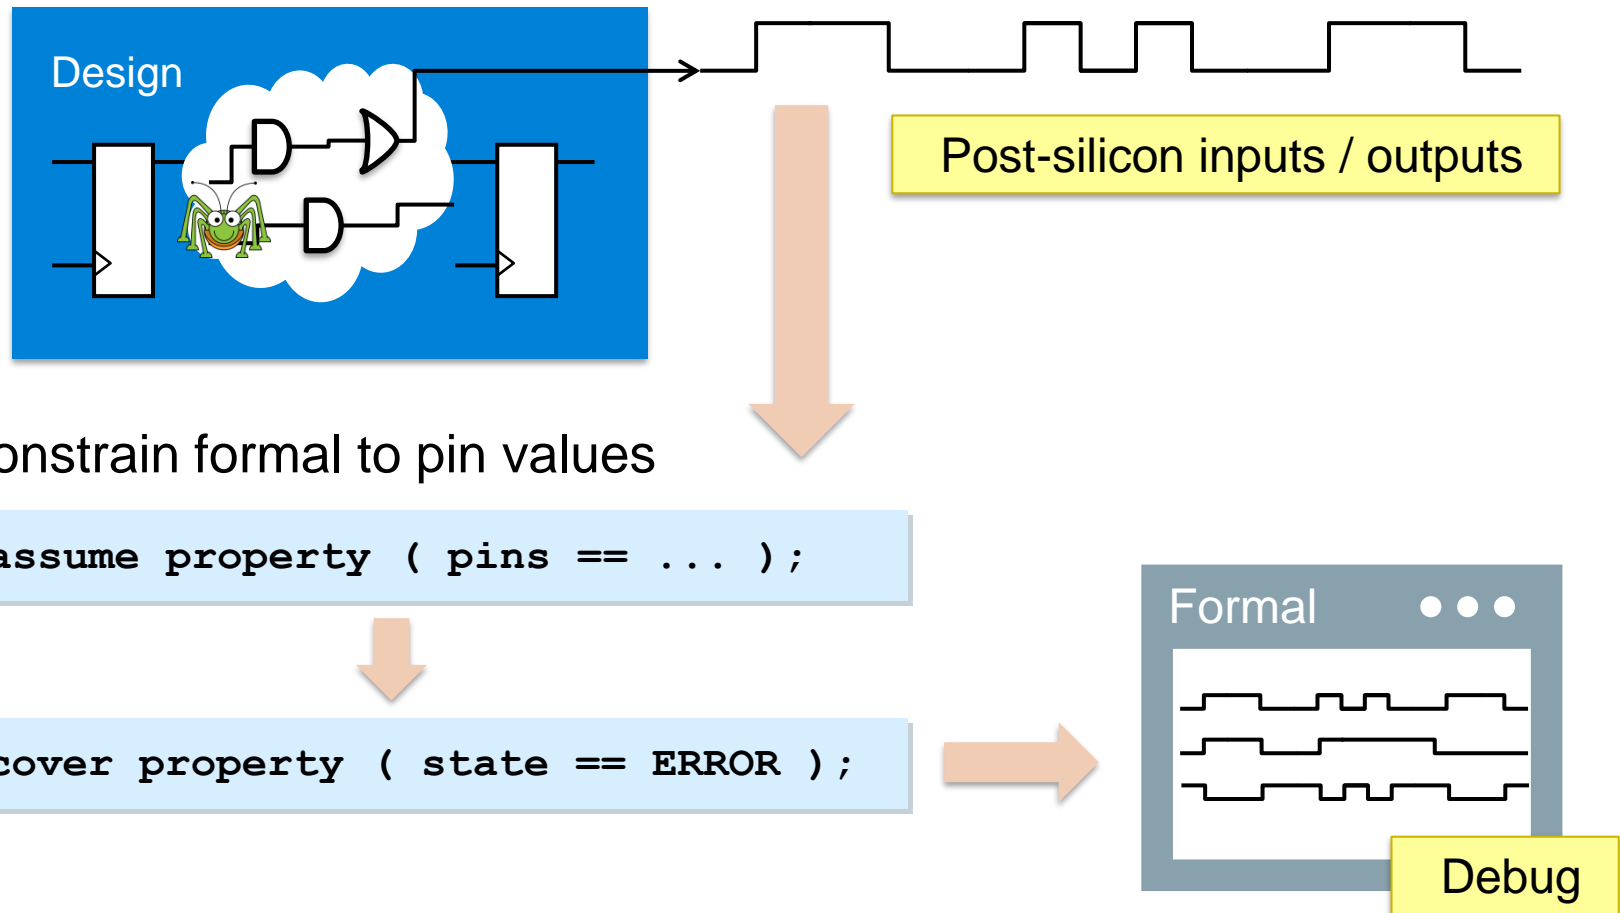 Design
Post-silicon inputs / outputs
onstrain formal to pin values
assume property ( pins == ... );
cover property ( state == ERROR );
Formal
Debug